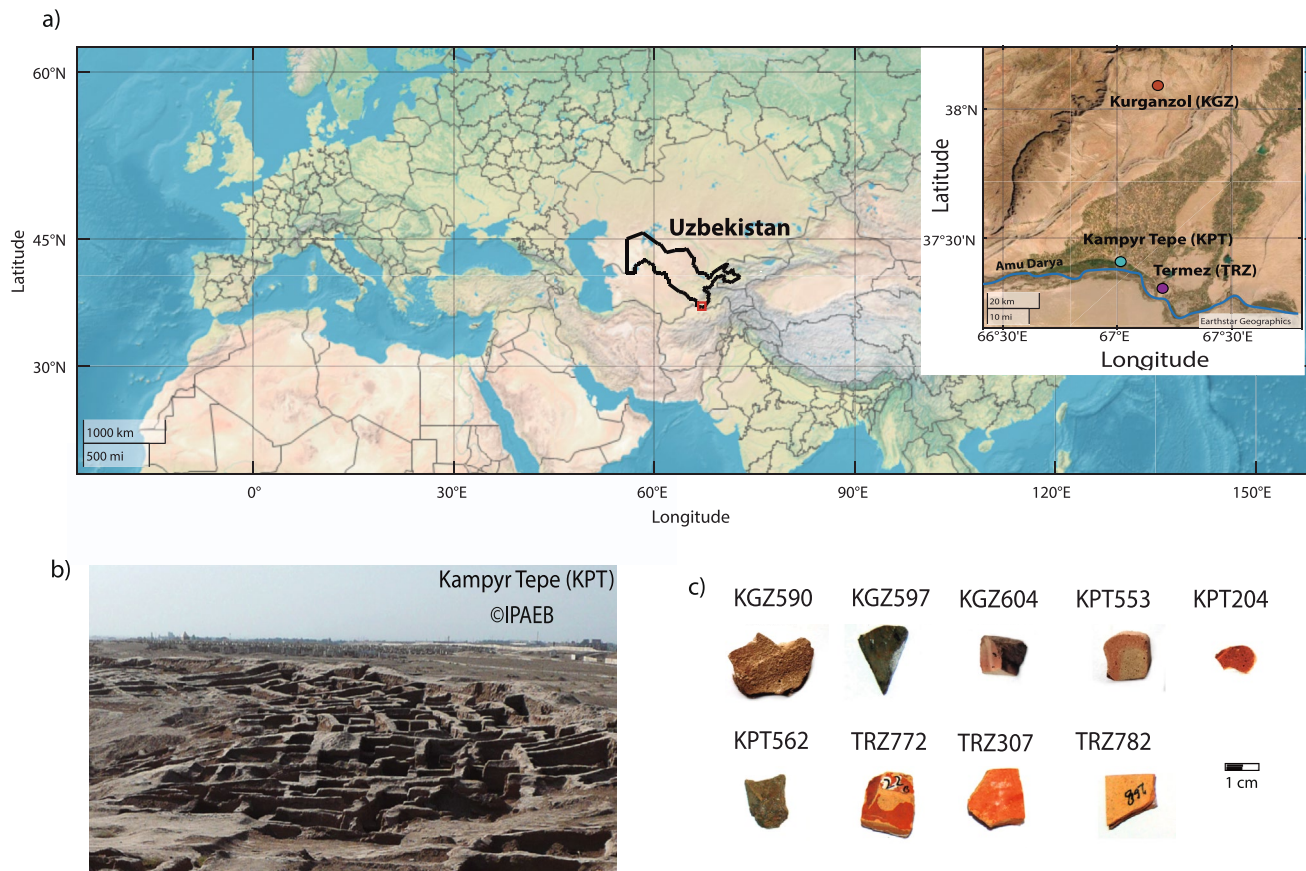 a)
60°N
45°N
30°N
Latitude
Uzbekistan
1000 km
500 mi
0°
30°E
60°E
90°E
120°E
150°E
Longitude
38°N
37°30'N
Latitude
Kurganzol (KGZ)
Kampyr Tepe (KPT)
Amu Darya
Termez (TRZ)
20 km
10 mi
Earthstar Geographics
66°30'E
67°E
67°30'E
Longitude
b)
Kampyr Tepe (KPT)
©IPAEB
c)
KGZ590
KGZ597
KGZ604
KPT553
KPT204
KPT562
TRZ772
TRZ307
TRZ782
1 cm